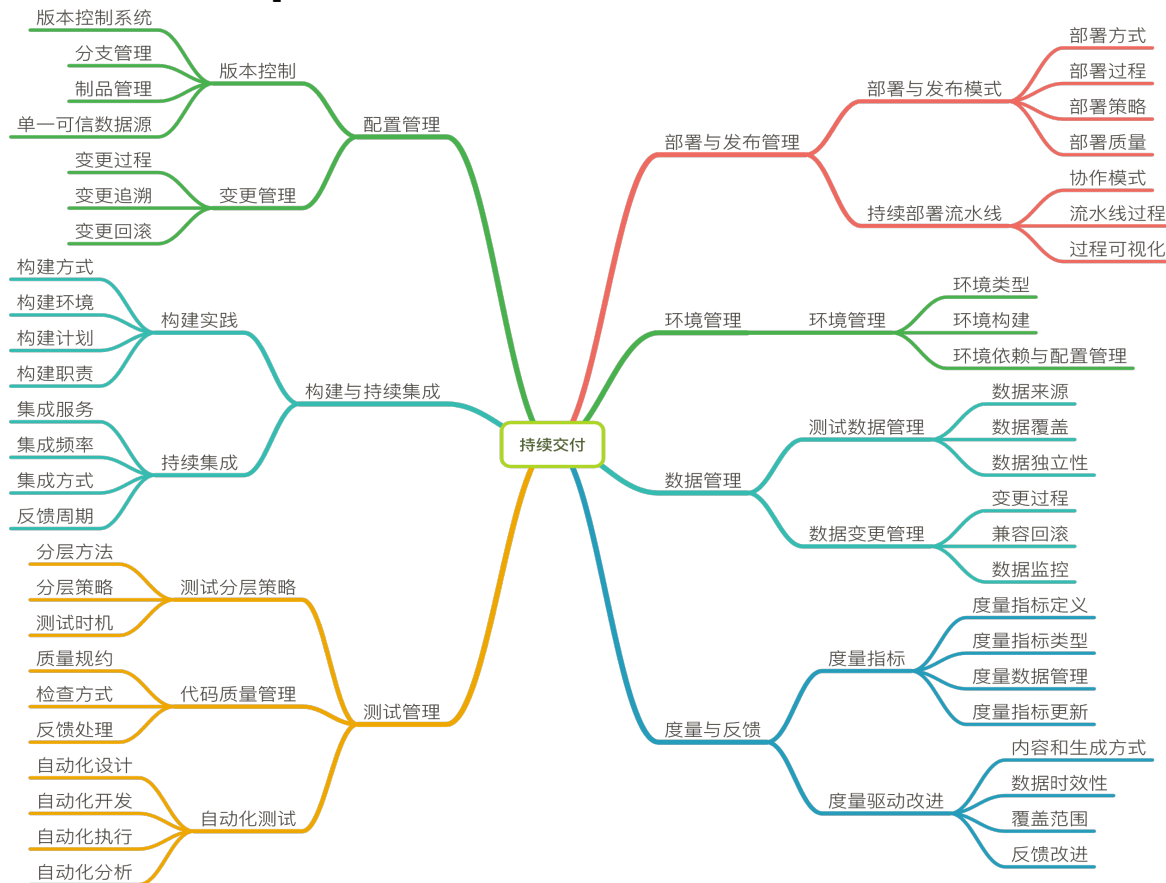 版本控制系统
分支管理
制品管理
单一可信数据源
版本控制
变更过程
变更追溯
变更回滚
变更管理
配置管理
构建方式
构建环境
构建计划
构建职责
构建实践
集成服务
集成频率
集成方式
反馈周期
持续集成
构建与持续集成
分层方法
分层策略
测试时机
测试分层策略
质量规约
检查方式
反馈处理
代码质量管理
自动化设计
自动化开发
自动化执行
自动化分析
自动化测试
测试管理
持续交付
部署与发布管理
部署与发布模式
部署方式
部署过程
部署策略
部署质量
持续部署流水线
协作模式
流水线过程
过程可视化
环境管理
环境管理
环境类型
环境构建
环境依赖与配置管理
数据管理
测试数据管理
数据来源
数据覆盖
数据独立性
数据变更管理
变更过程
兼容回滚
数据监控
度量与反馈
度量指标
度量指标定义
度量指标类型
度量数据管理
度量指标更新
度量驱动改进
内容和生成方式
数据时效性
覆盖范围
反馈改进